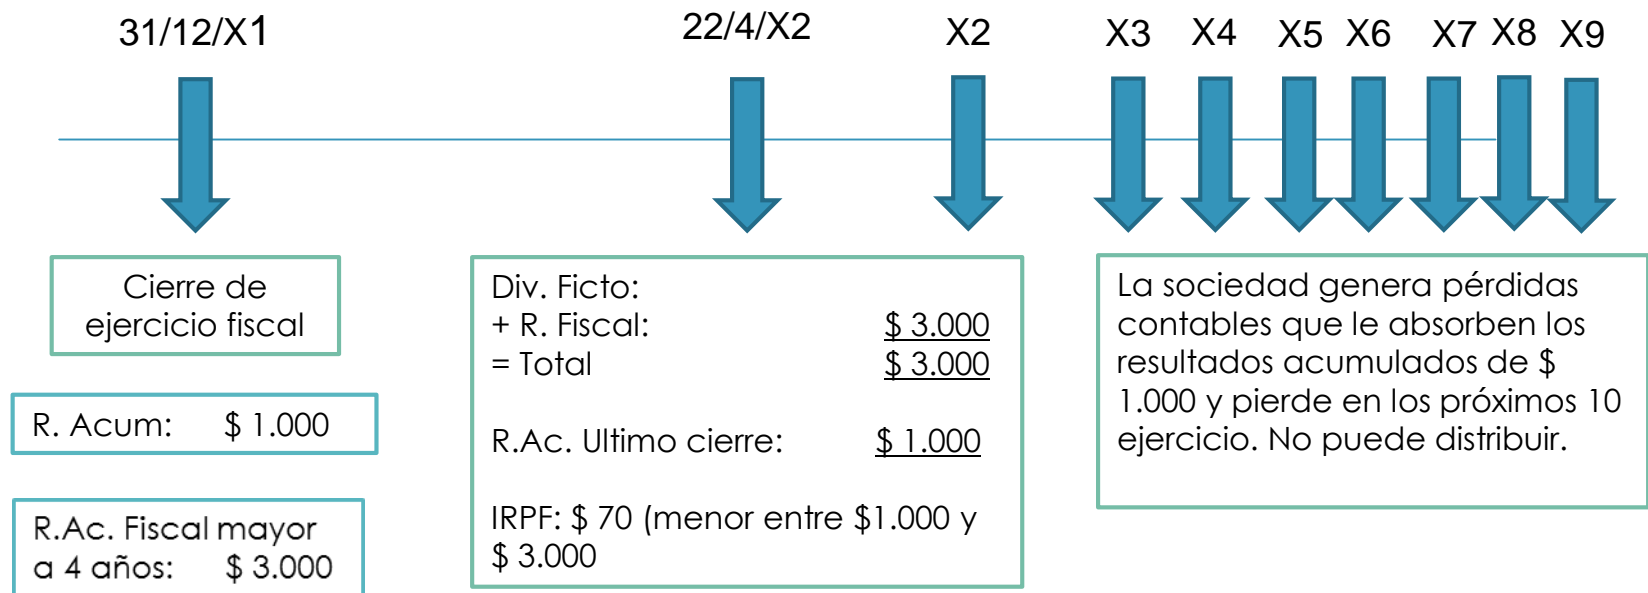 31/12/X1
22/4/X2
X2
X3
X4
X5
X6
X7
X8
X9
Cierre de
ejercicio fiscal
R. Acum: $ 1.000
R.Ac. Fiscal mayor
a 4 años: $ 3.000
Div. Ficto:
+ R. Fiscal: $ 3.000
= Total $ 3.000
R.Ac. Ultimo cierre: $ 1.000
IRPF: $ 70 (menor entre $1.000 y
$ 3.000
La sociedad genera pérdidas
contables que le absorben los
resultados acumulados de $
1.000 y pierde en los próximos 10
ejercicio. No puede distribuir.